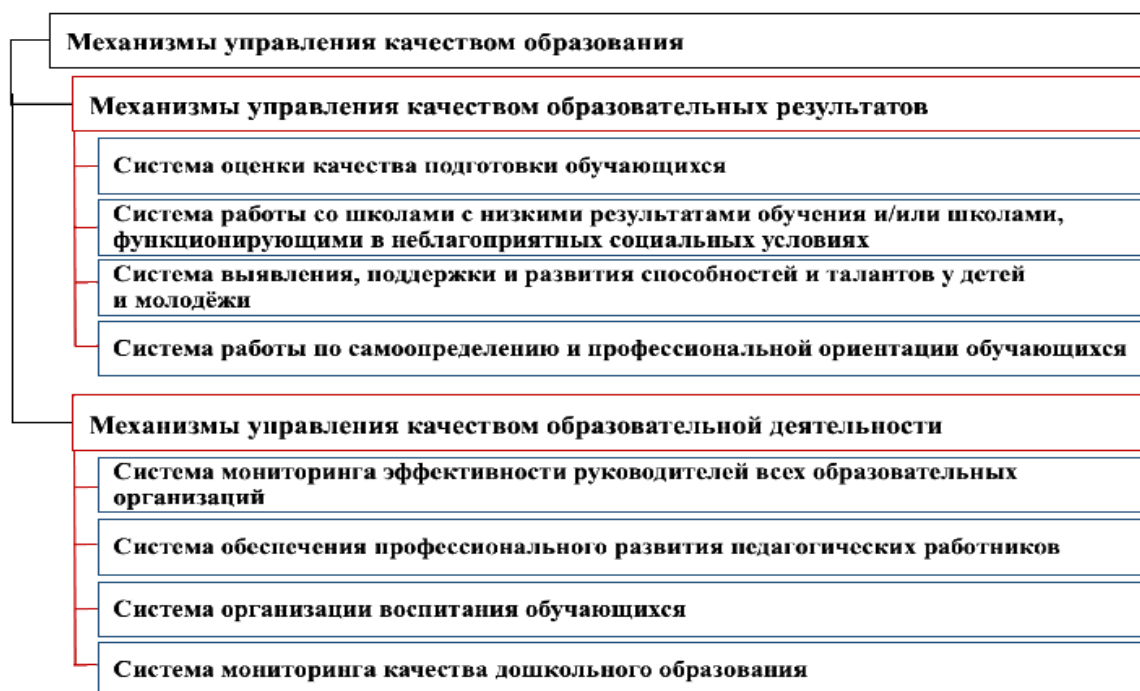 Механизмы управления качеством образования
Механизмы управления качеством образовательных результатов
Система оценки качества подготовки обучающихся
Система работы со школами с низкими результатами обучения и/или школами,
функционирующими в неблагоприятных социальных условиях
Система выявления, поддержки и развития способностей и талантов у детей
и молодёжи
Система работы по самоопределению и профессиональной ориентации обучающихся
Механизмы управления качеством образовательной деятельности
Система мониторинга эффективности руководителей всех образовательных
организаций
Система обеспечения профессионального развития педагогических работников
Система организации воспитания обучающихся
Система мониторинга качества дошкольного образования